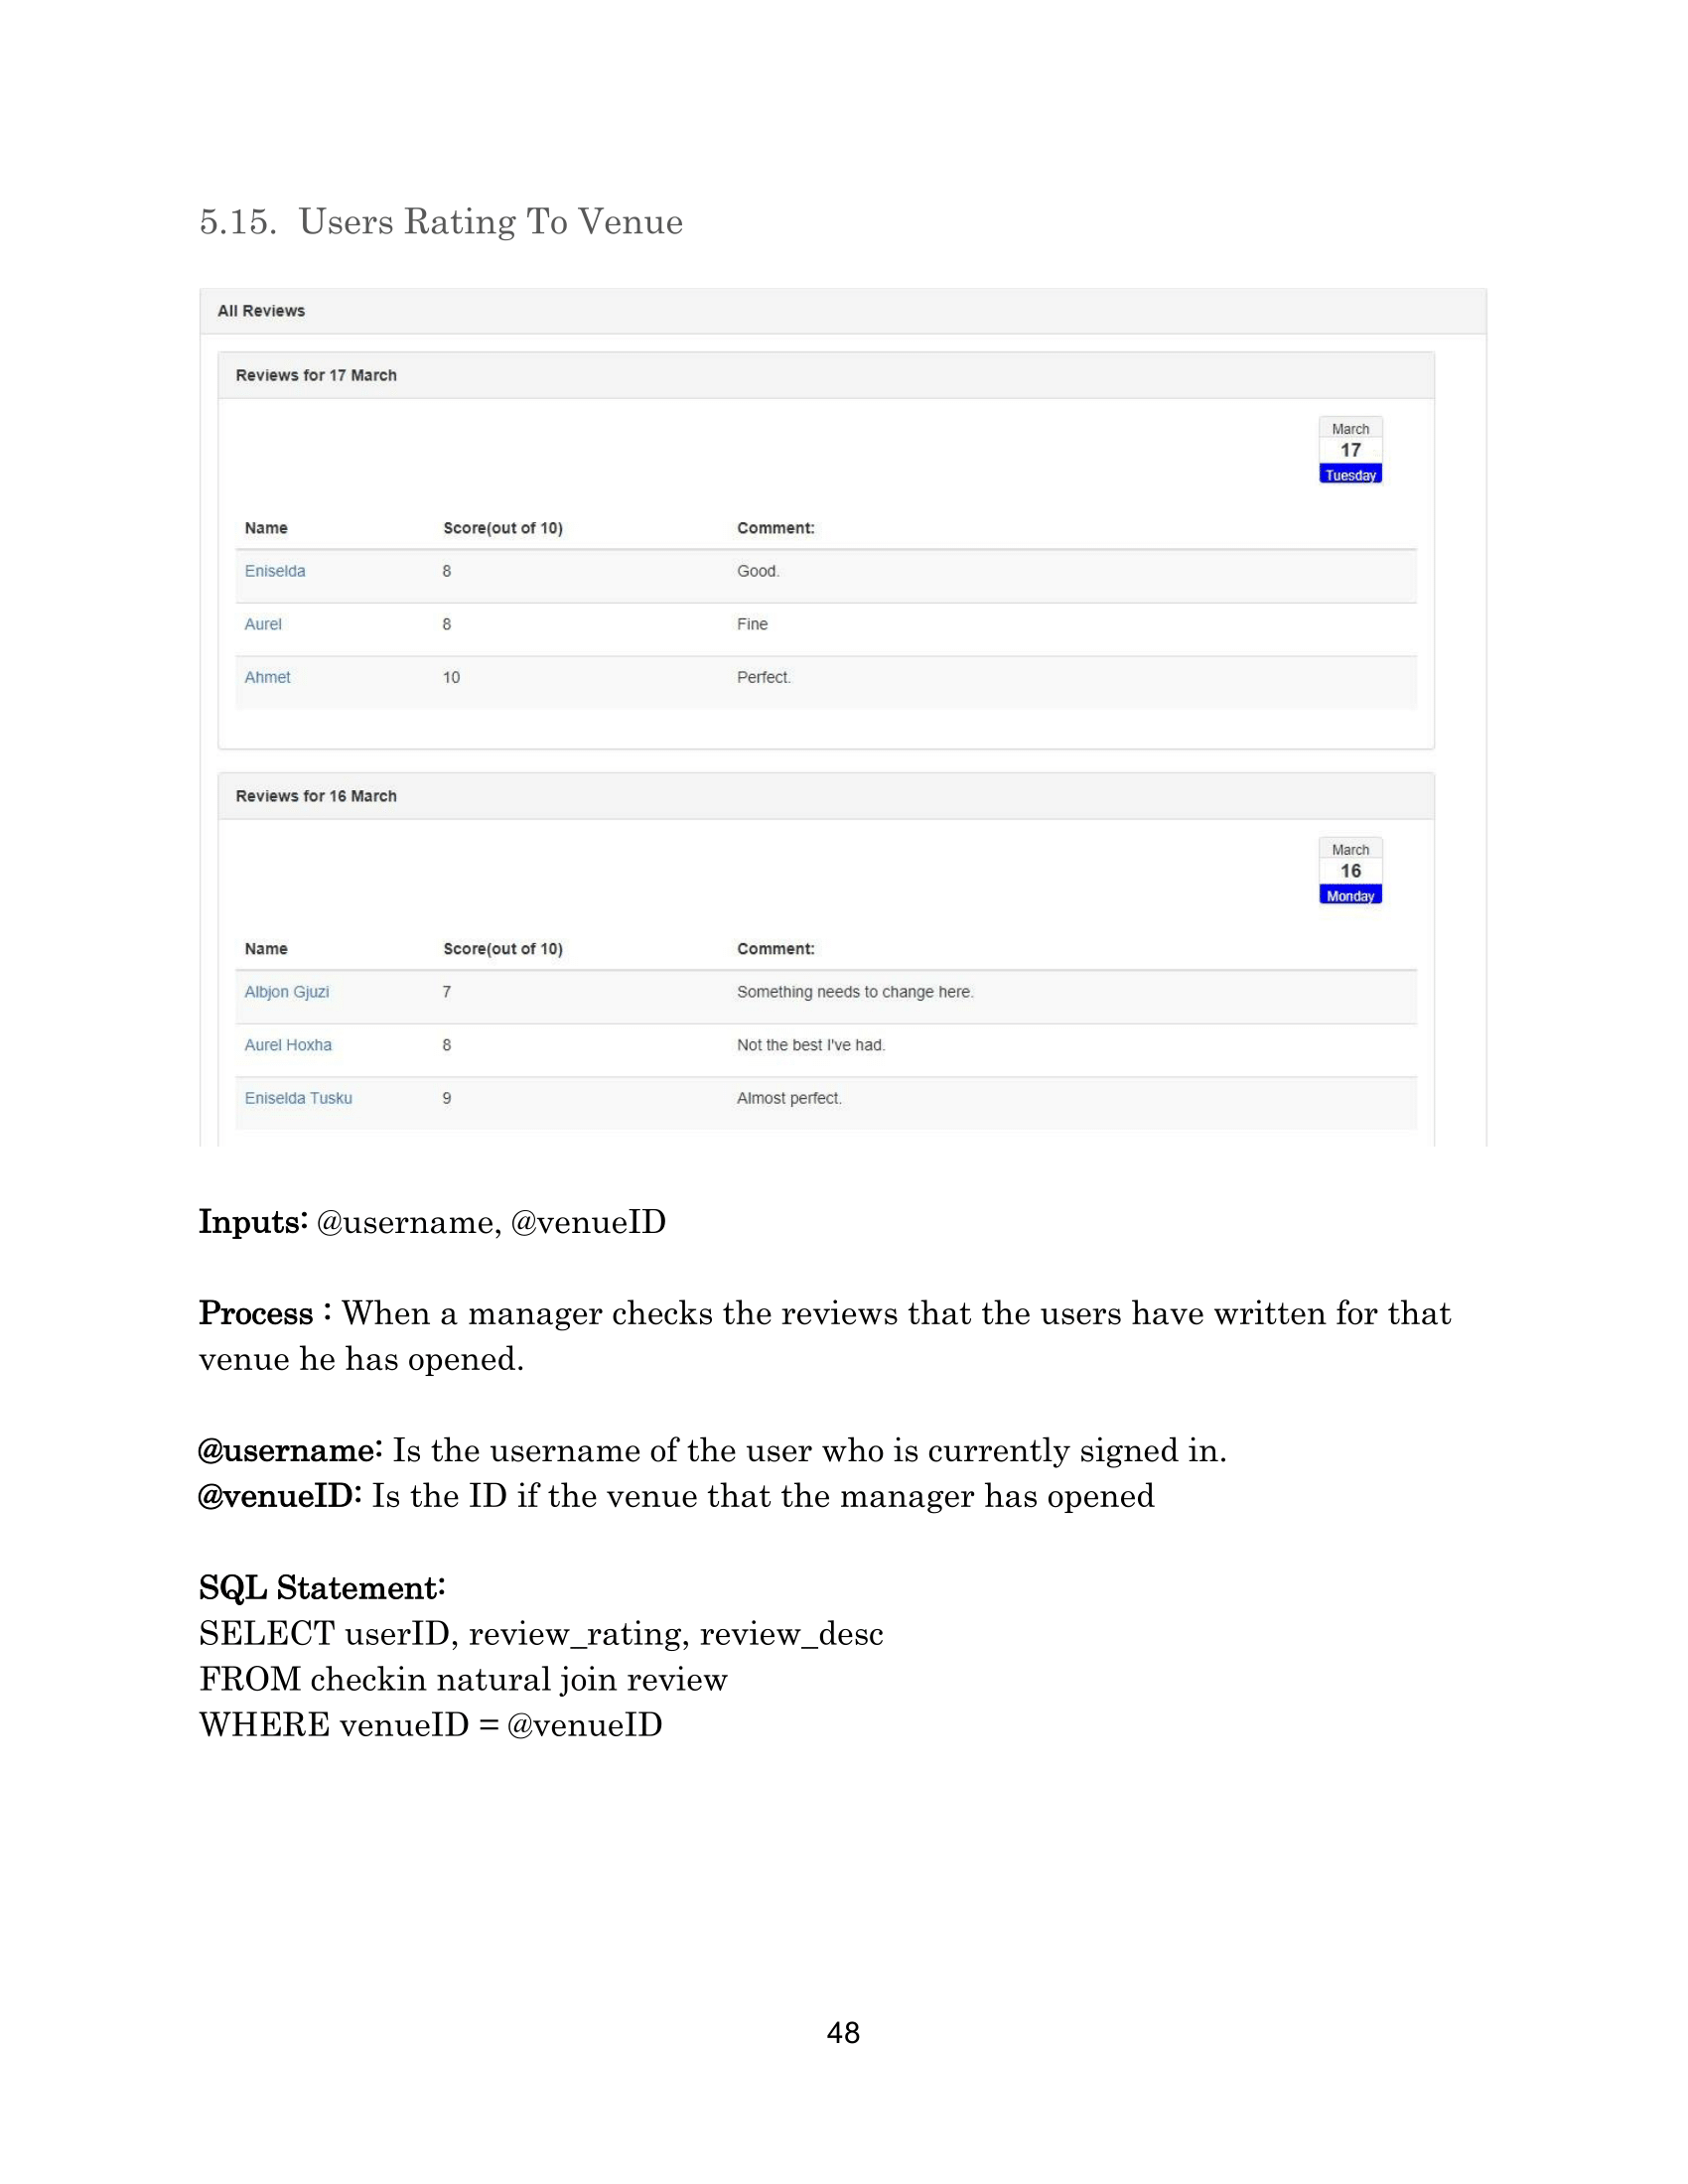 5.15. Users Rating To Venue
All Reviews
Reviews for 17 March
March
17
Tuesday
Name Score(out of 10) Comment:
Eniselda 8 Good.
Aurel 8 Fine
Ahmet 10 Perfect.
Reviews for 16 March
March
16
Monday
Name Score(out of 10) Comment:
Albjon Gjuzi 7 Something needs to change here.
Aurel Hoxha 8 Not the best I've had.
Eniselda Tusku 9 Almost perfect.
Inputs: @username, @venueID
Process : When a manager checks the reviews that the users have written for that
venue he has opened.
@username: Is the username of the user who is currently signed in.
@venueID: Is the ID if the venue that the manager has opened
SQL Statement:
SELECT userID, review_rating, review_desc
FROM checkin natural join review
WHERE venueID = @venueID
48